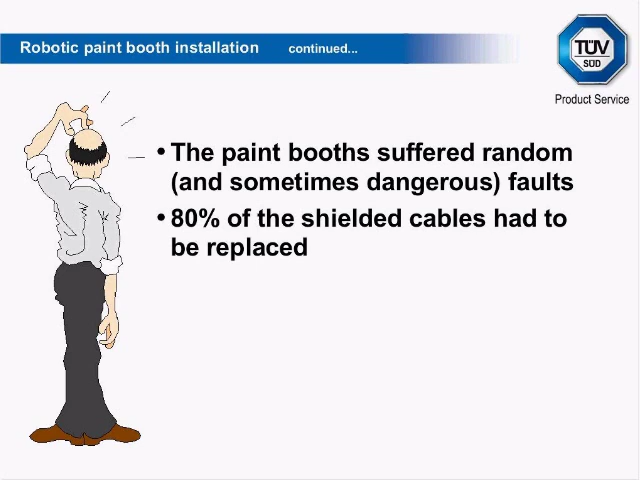 Robotic paint booth installation continued...
TÜV
SÜD
Product Service
• The paint booths suffered random
(and sometimes dangerous) faults
• 80% of the shielded cables had to
be replaced